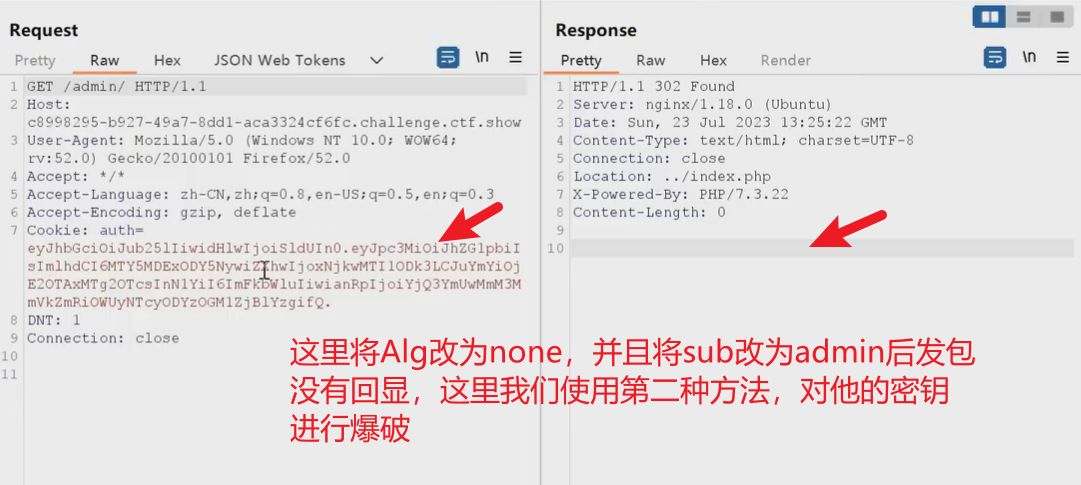 Request
Pretty Raw Hex JSON Web Tokens \n
1 GET /admin/ HTTP/1.1
2 Host:
c8998295-b927-49a7-8dd1-aca3324cf6fc.challenge.ctf.show
3 User-Agent: Mozilla/5.0 (Windows NT 10.0; WOW64;
rv:52.0) Gecko/20100101 Firefox/52.0
4 Accept: */*
5 Accept-Language: zh-CN,zh;q=0.8,en-US;q=0.5,en;q=0.3
6 Accept-Encoding: gzip, deflate
7 Cookie: auth=
8 DNT: 1
9 Connection: close
10
11
Response
Pretty Raw Hex Render \n
1 HTTP/1.1 302 Found
2 Server: nginx/1.18.0 (Ubuntu)
3 Date: Sun, 23 Jul 2023 13:25:22 GMT
4 Content-Type: text/html; charset=UTF-8
5 Connection: close
6 Location: ../index.php
7 X-Powered-By: PHP/7.3.22
8 Content-Length: 0
9
10
这里将Alg改为none，并且将sub改为admin后发包
没有回显，这里我们使用第二种方法，对他的密钥
进行爆破